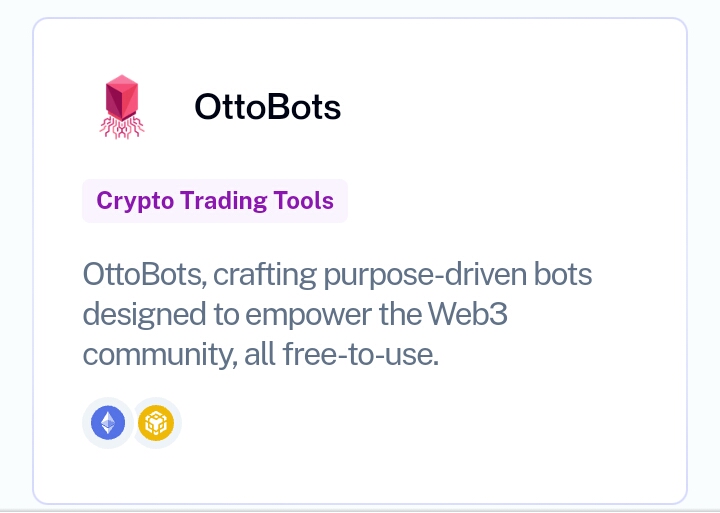 OttoBots
Crypto Trading Tools
OttoBots, crafting purpose-driven bots
designed to empower the Web3
community, all free-to-use.